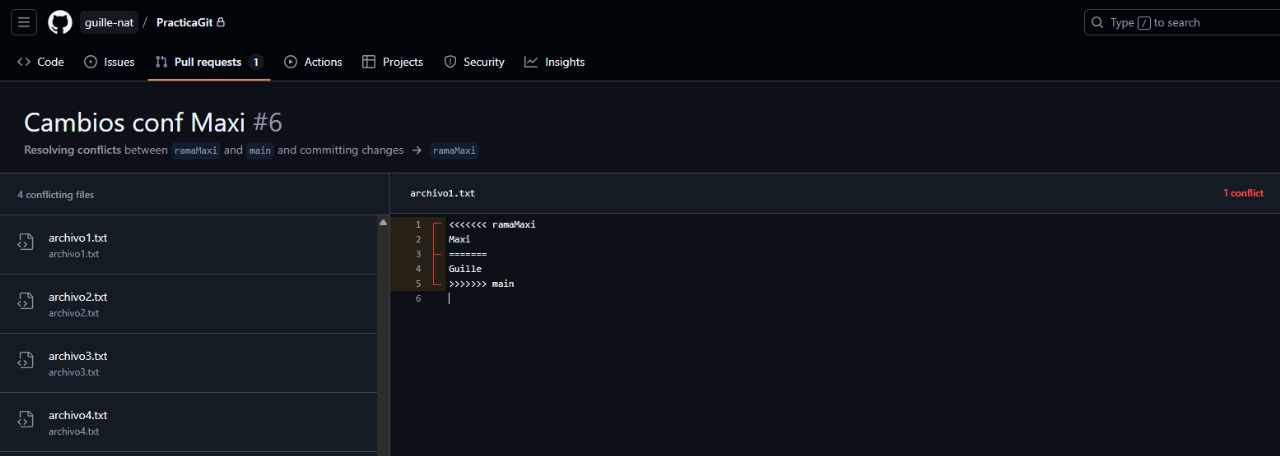 guille-nat / PracticaGit
Type / to search
Code Issues Pull requests 1 Actions Projects Security Insights
Cambios conf Maxi #6
Resolving conflicts between ramaMaxi and main and committing changes → ramaMaxi
4 conflicting files
archivo1.txt
archivo1.txt
archivo2.txt
archivo2.txt
archivo3.txt
archivo3.txt
archivo4.txt
archivo4.txt
archivo1.txt 1 conflict
1 <<<<<<< ramaMaxi
2 Maxi
3 =======
4 Guille
5 >>>>>>> main
6